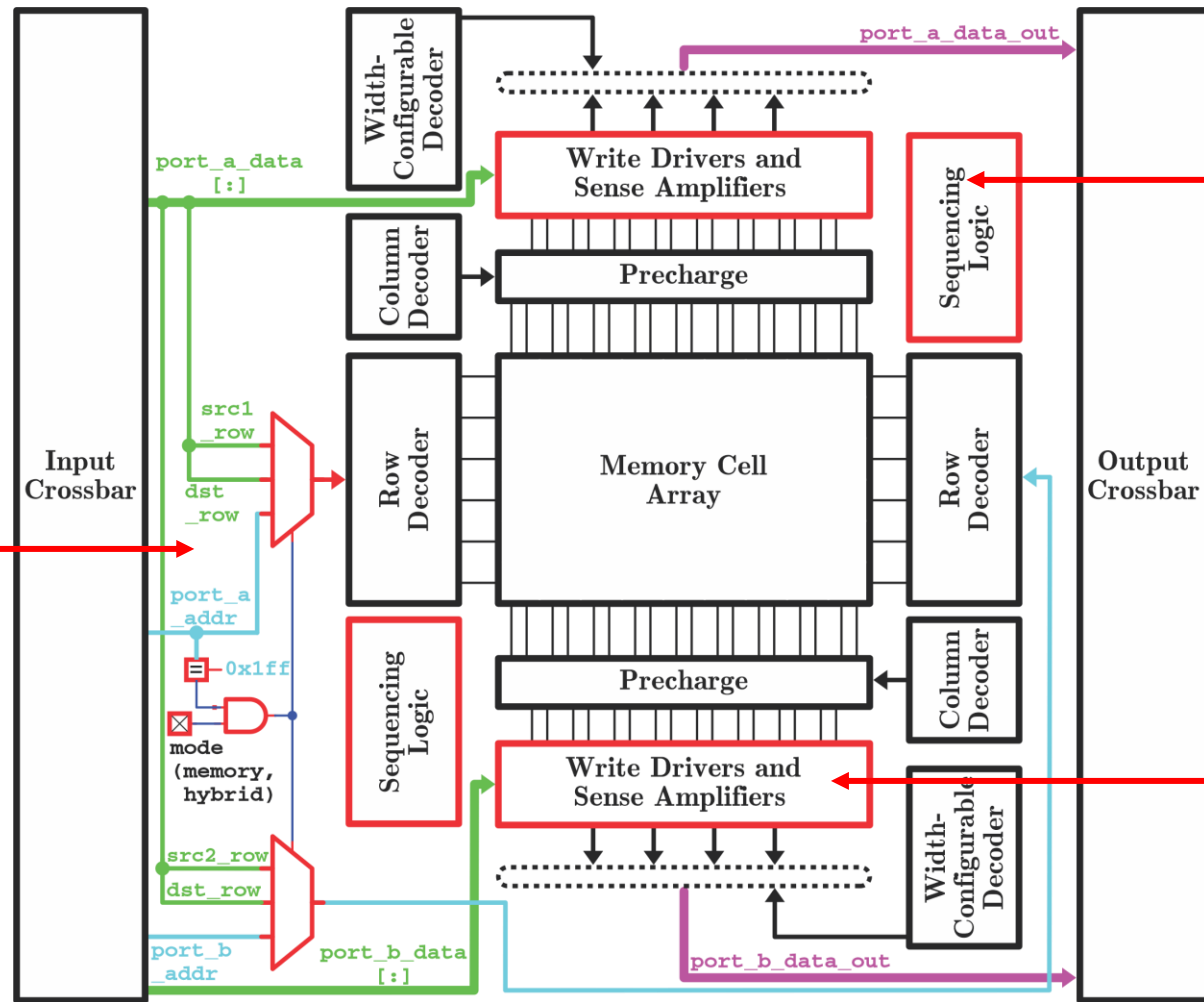 port_a_data_out
Width-
Configurable
Decoder
port_a_data
[:]
Write Drivers and
Sense Amplifiers
Sequencing
Logic
Column
Decoder
Precharge
src1
_row
Input
Crossbar
dst
_row
Row
Decoder
Memory Cell
Array
Row
Decoder
Output
Crossbar
port_a
_addr
=
0x1ff
mode
(memory,
hybrid)
Sequencing
Logic
Precharge
Column
Decoder
Write Drivers and
Sense Amplifiers
src2_row
dst_row
port_b
_addr
port_b_data
[:]
Width-
Configurable
Decoder
port_b_data_out